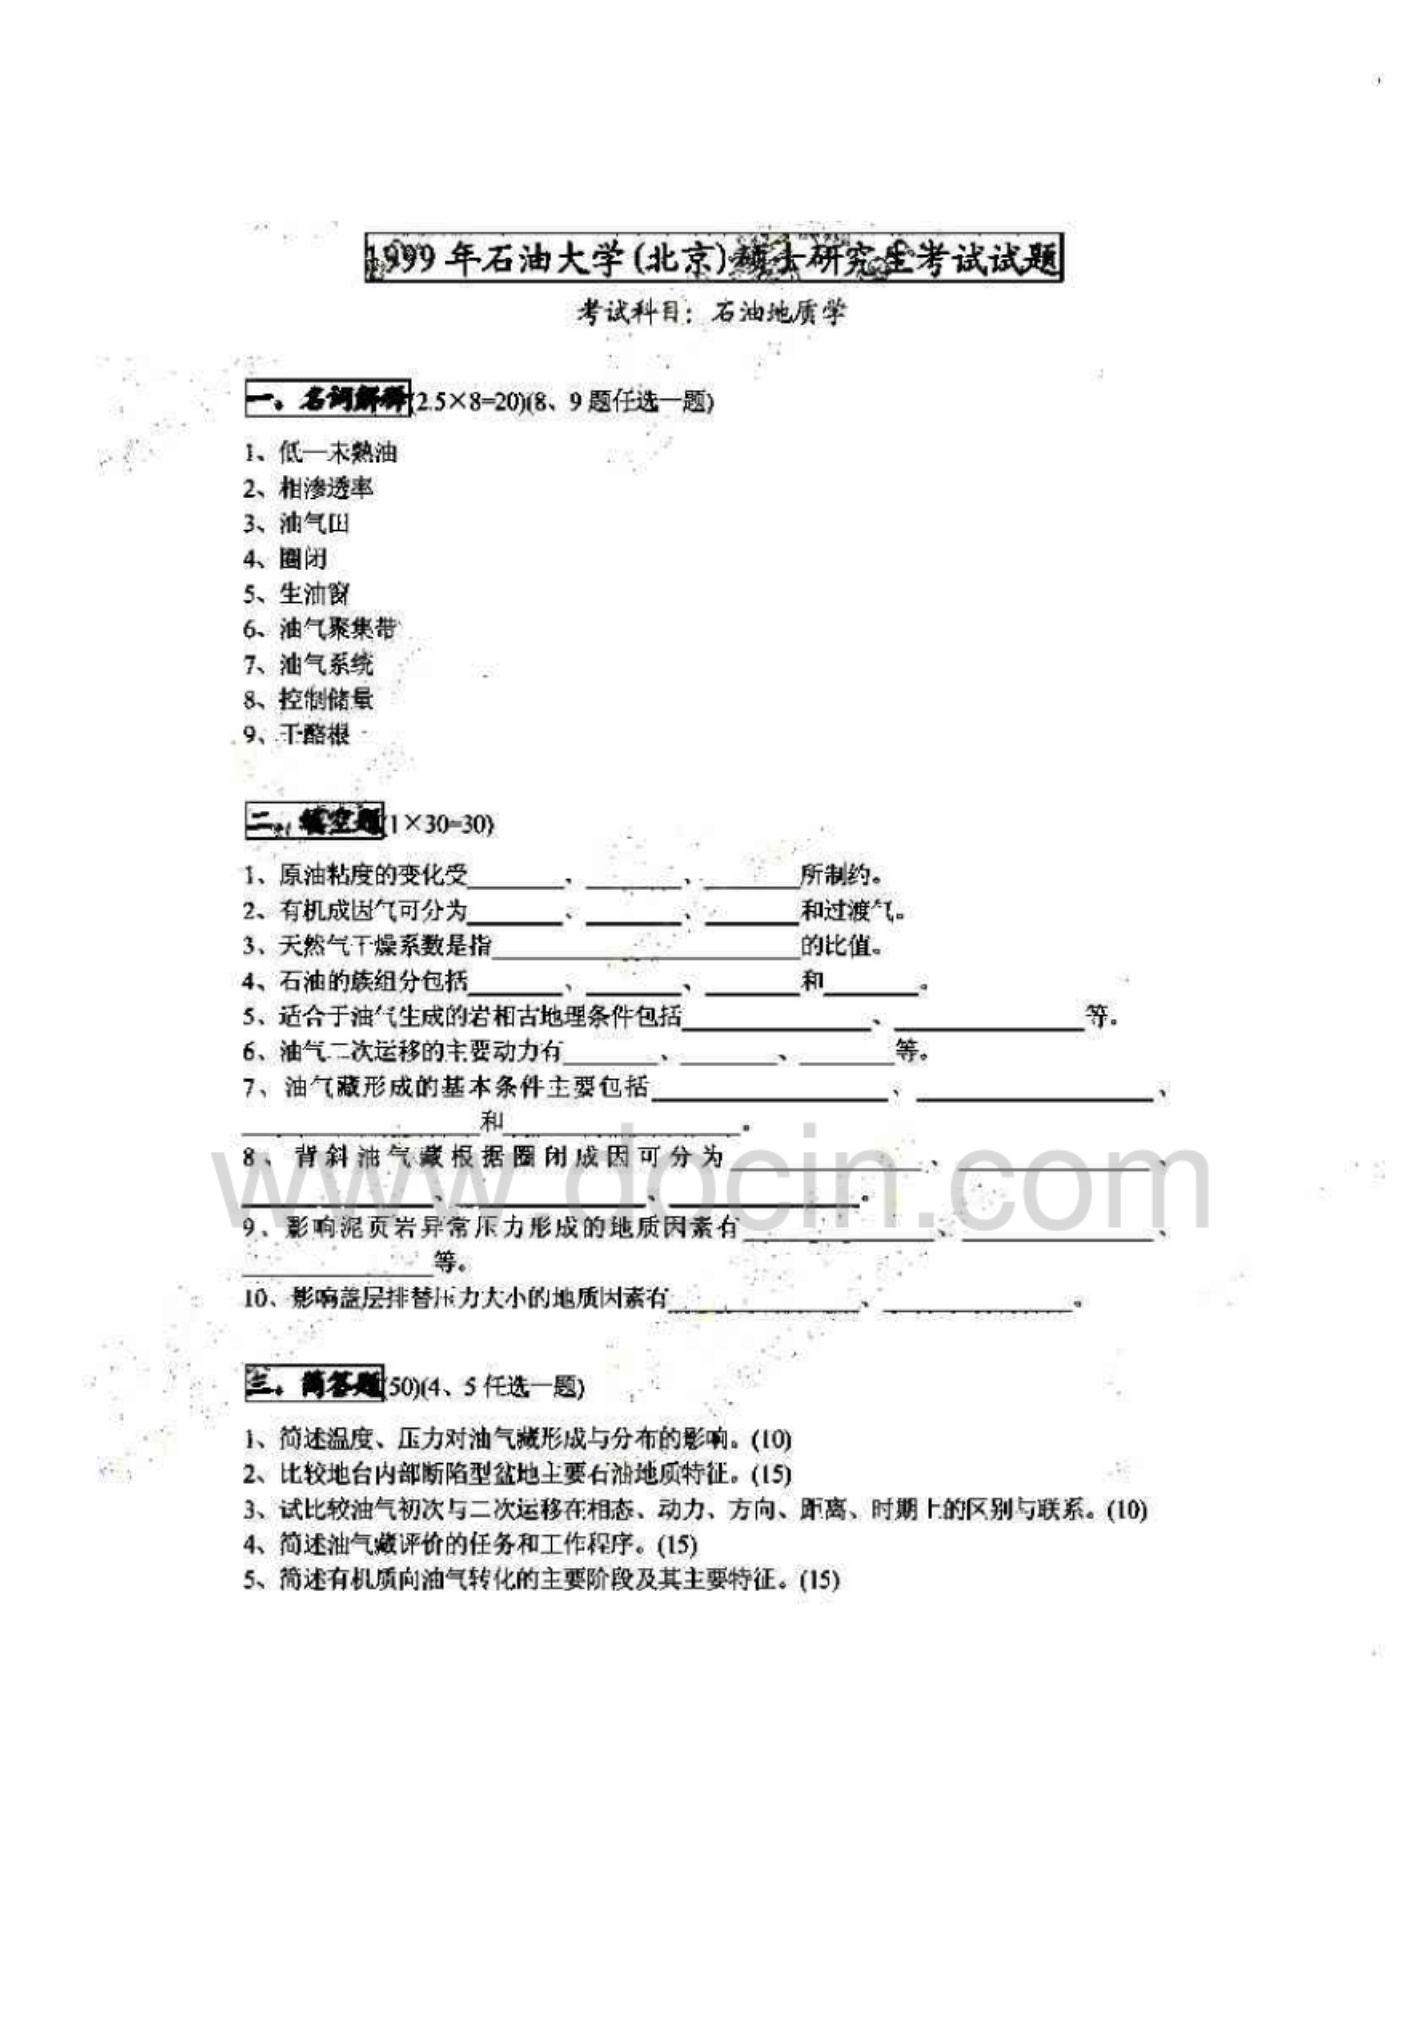 1999年石油大学(北京)硕士研究生考试试题
考试科目：石油地质学
一、名词解释(2.5×8=20)(8、9题任选一题)
1、低—未熟油
2、相渗透率
3、油气田
4、圈闭
5、生油窗
6、油气聚集带
7、油气系统
8、控制储量
9、干酪根
二、填空题(1×30=30)
1、原油粘度的变化受________、________、________所制约。
2、有机成因气可分为________、________、________和过渡气。
3、天然气干燥系数是指________________的比值。
4、石油的族组分包括________、________、________和________。
5、适合于油气生成的岩相古地理条件包括________________、________________等。
6、油气二次运移的主要动力有________、________、________等。
7、油气藏形成的基本条件主要包括________________、________________、
________________和________________。
8、背斜油气藏根据圈闭成因可分为________________、________________、
________________、________________、________________。
9、影响泥页岩异常压力形成的地质因素有________________、________________、
________________等。
10、影响盖层排替压力大小的地质因素有________________、________________。
www.docin.com
三、简答题(50)(4、5任选一题)
1、简述温度、压力对油气藏形成与分布的影响。(10)
2、比较地台内部断陷型盆地主要石油地质特征。(15)
3、试比较油气初次与二次运移在相态、动力、方向、距离、时期上的区别与联系。(10)
4、简述油气藏评价的任务和工作程序。(15)
5、简述有机质向油气转化的主要阶段及其主要特征。(15)